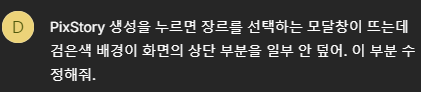 D
PixStory 생성을 누르면 장르를 선택하는 모달창이 뜨는데
검은색 배경이 화면의 상단 부분을 일부 안 덮어. 이 부분 수
정해줘.